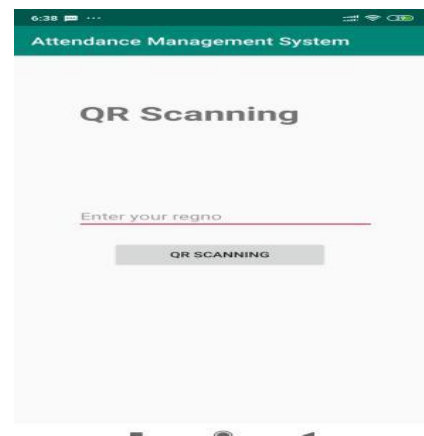 6:38 ...
Attendance Management System
QR Scanning
Enter your regno
QR SCANNING